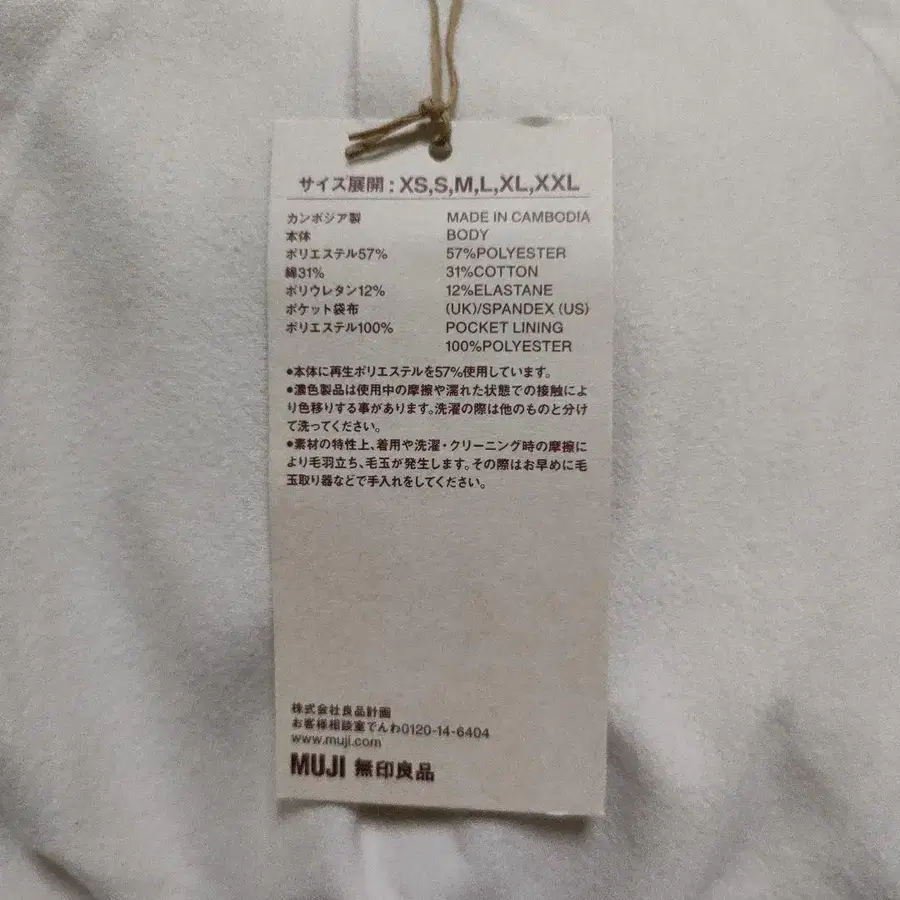 サイズ展開 : XS,S,M,L,XL,XXL
カンボジア製 MADE IN CAMBODIA
本体 BODY
ポリエステル57% 57%POLYESTER
綿31% 31%COTTON
ポリウレタン12% 12%ELASTANE
ポケット袋布 (UK)/SPANDEX (US)
ポリエステル100% POCKET LINING
100%POLYESTER
●本体に再生ポリエステルを57%使用しています。
●濃色製品は使用中の摩擦や濡れた状態での接触によ
り色移りする事があります。洗濯の際は他のものと分け
て洗ってください。
●素材の特性上、着用や洗濯・クリーニング時の摩擦に
より毛羽立ち、毛玉が発生します。その際はお早めに毛
玉取り器などで手入れをしてください。
株式会社良品計画
お客様相談室でんわ0120-14-6404
www.muji.com
MUJI 無印良品